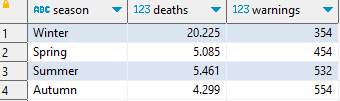 ABC season 123 deaths 123 warnings
1 Winter 20.225 354
2 Spring 5.085 454
3 Summer 5.461 532
4 Autumn 4.299 554